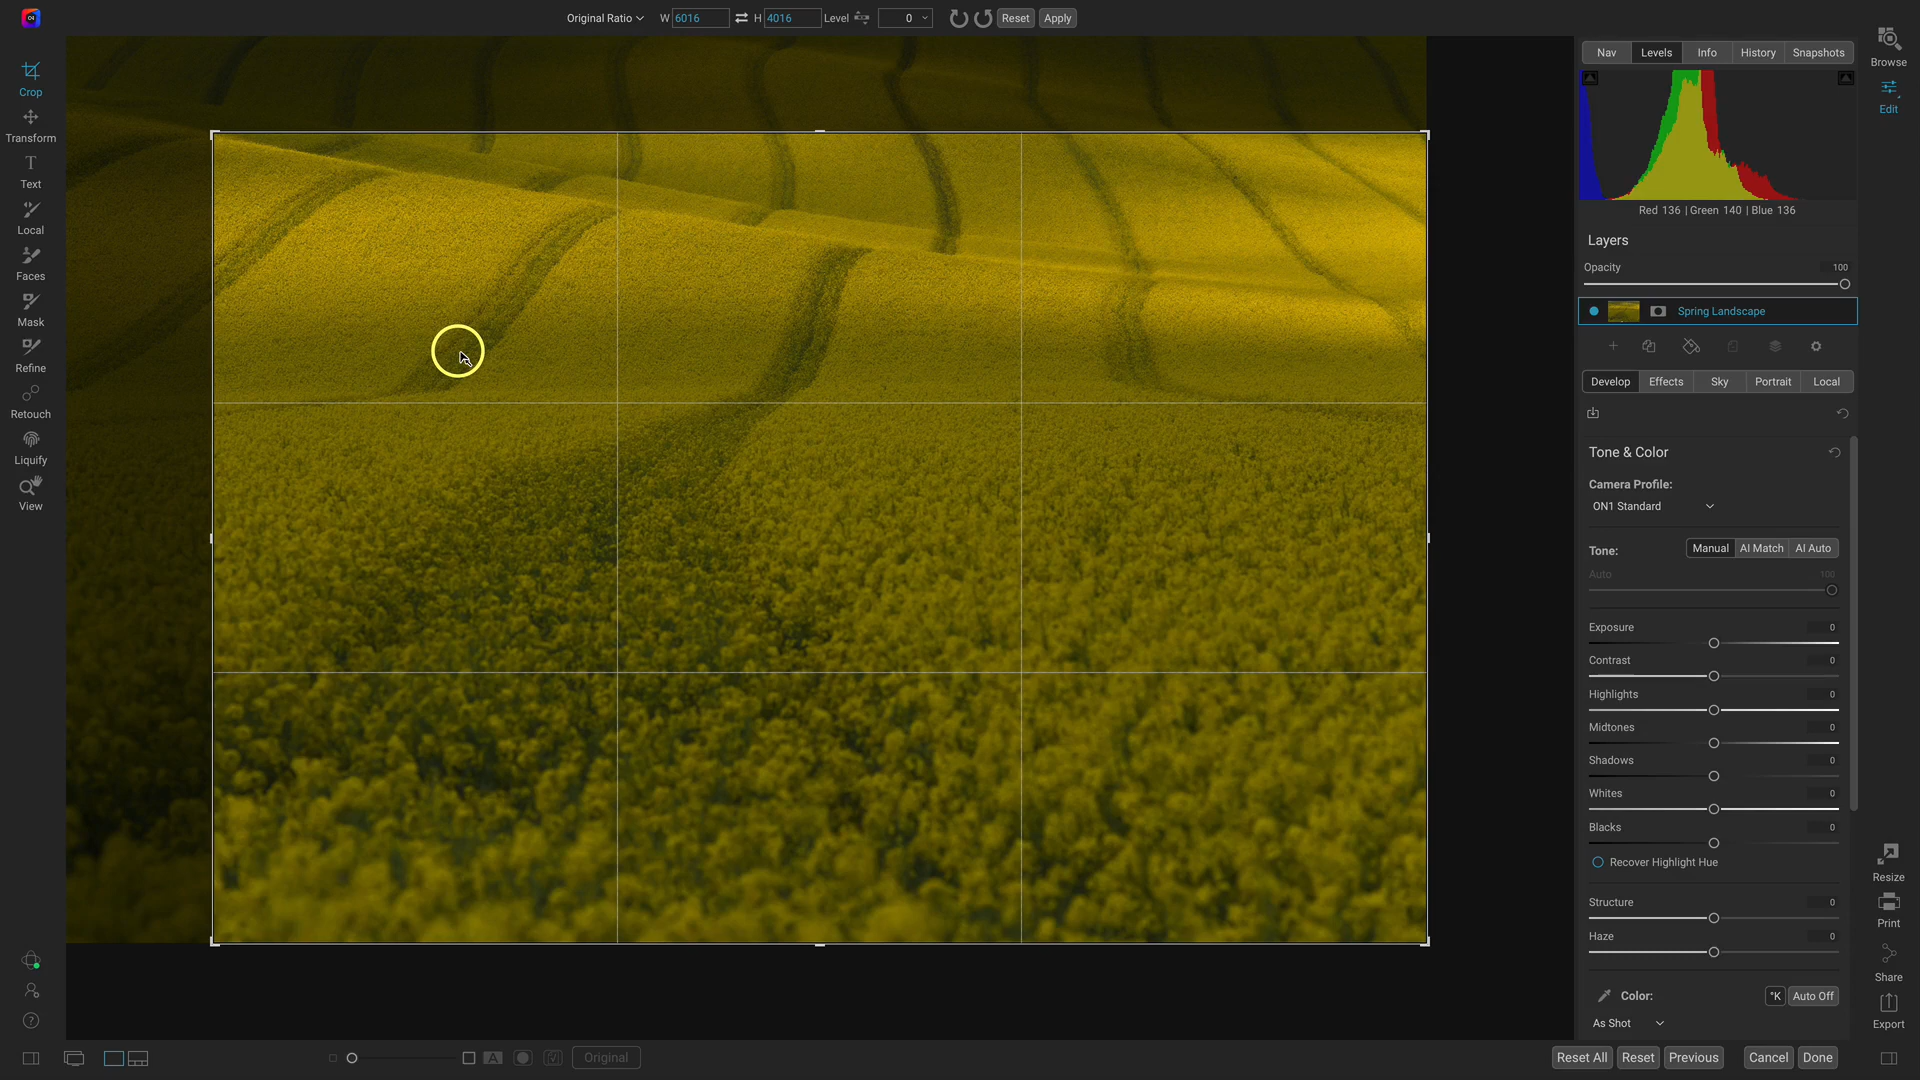 Original Ratio W 6016 H 4016 Level 0 Reset Apply
Crop
Transform
Text
Local
Faces
Mask
Refine
Retouch
Liquify
View
Nav Levels Info History Snapshots
Browse
Edit
Red 136 | Green 140 | Blue 136
Layers
Opacity 100
Spring Landscape
Develop Effects Sky Portrait Local
Tone & Color
Camera Profile:
ON1 Standard
Tone: Manual AI Match AI Auto
Auto 100
Exposure 0
Contrast 0
Highlights 0
Midtones 0
Shadows 0
Whites 0
Blacks 0
Recover Highlight Hue
Structure 0
Haze 0
Color: °K Auto Off
As Shot
Resize
Print
Share
Export
A Original Reset All Reset Previous Cancel Done